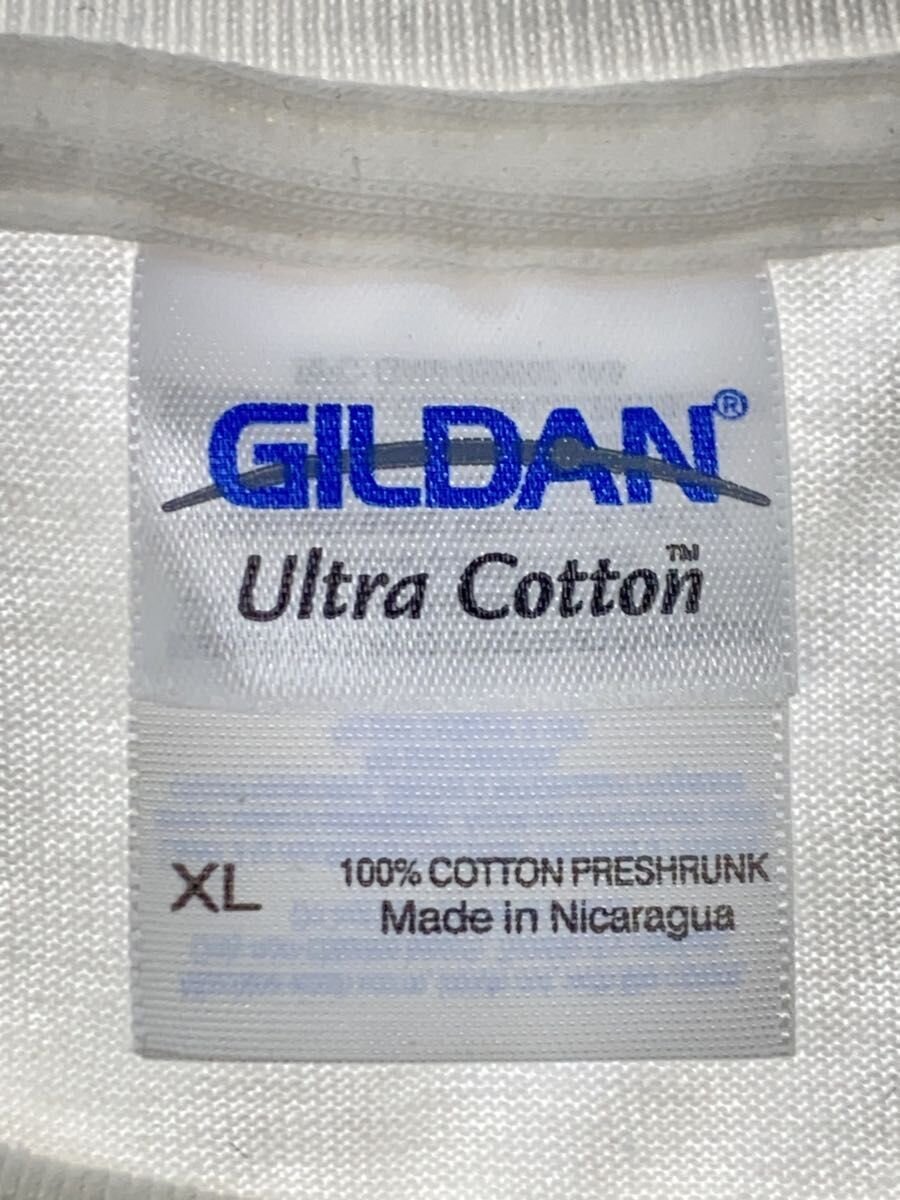 GILDAN®
Ultra Cotton™
XL 100% COTTON PRESHRUNK
Made in Nicaragua